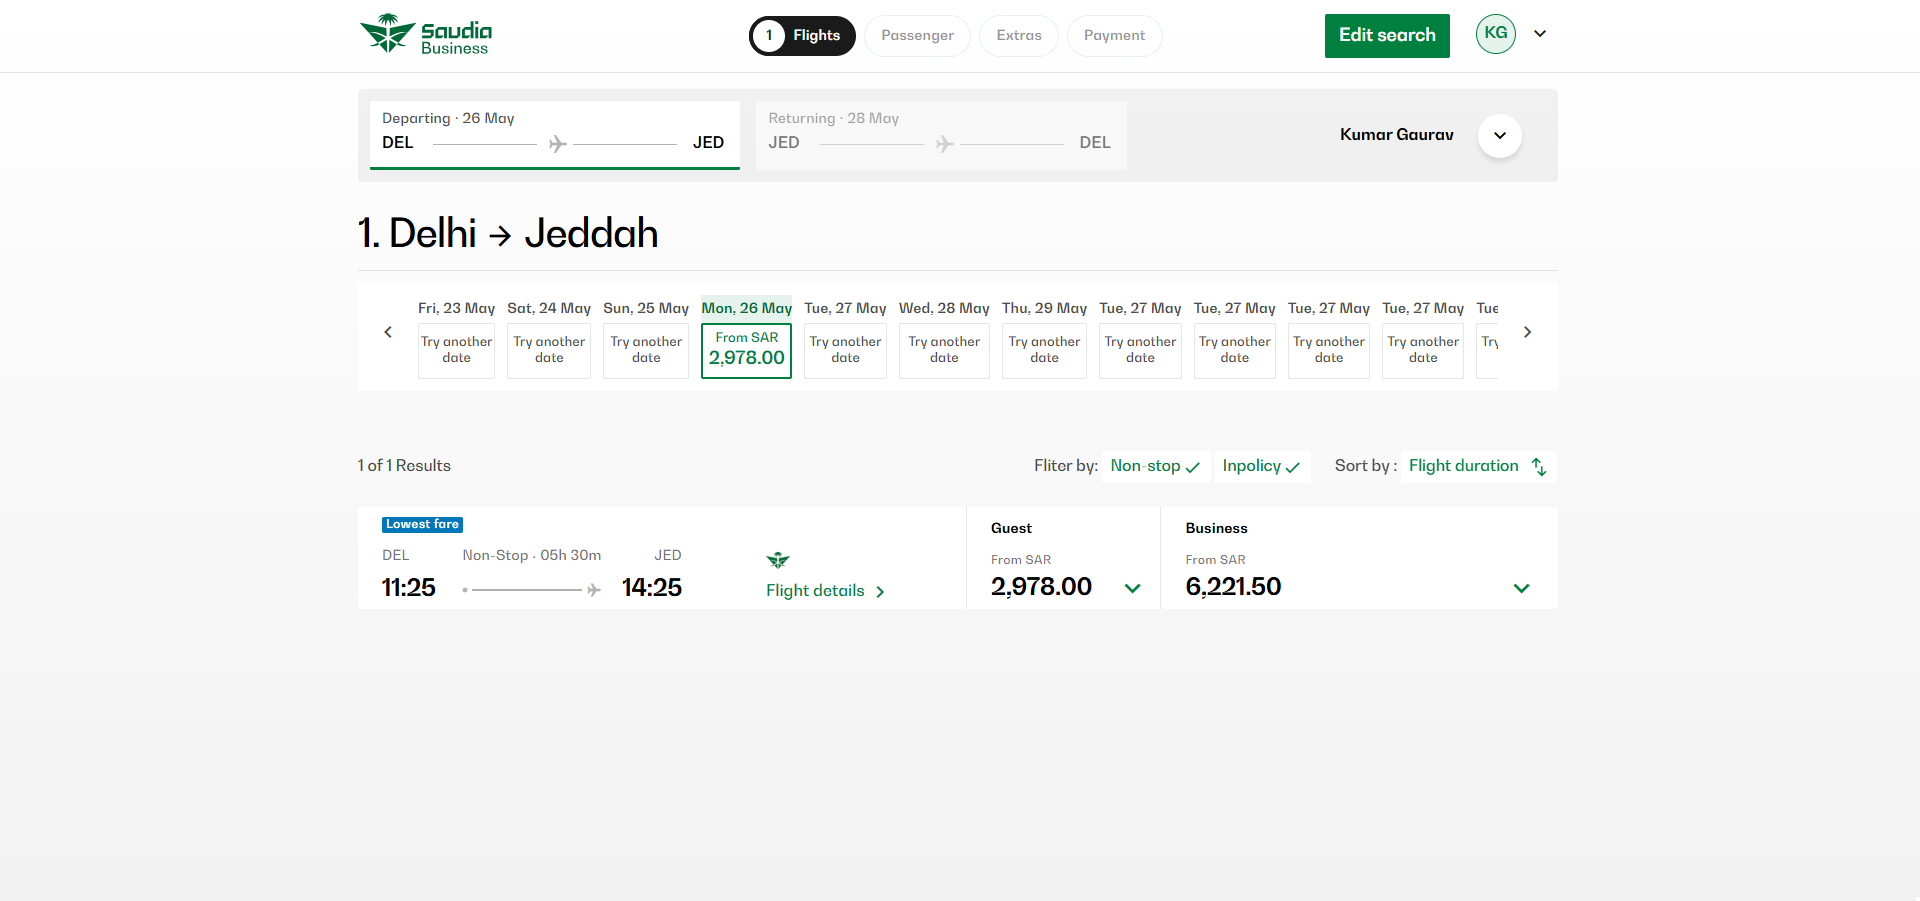 Saudia
Business
1 Flights Passenger Extras Payment
Edit search
KG
Departing · 26 May
DEL JED
Returning · 28 May
JED DEL
Kumar Gaurav
1. Delhi → Jeddah
Fri, 23 May Sat, 24 May Sun, 25 May Mon, 26 May Tue, 27 May Wed, 28 May Thu, 29 May Tue, 27 May Tue, 27 May Tue, 27 May Tue, 27 May Tue
Try another date
Try another date
Try another date
From SAR
2,978.00
Try another date
Try another date
Try another date
Try another date
Try another date
Try another date
Try another date
Try
1 of 1 Results
Fliter by: Non-stop Inpolicy Sort by : Flight duration
Lowest fare
DEL Non-Stop · 05h 30m JED
11:25 14:25
Flight details
Guest
From SAR
2,978.00
Business
From SAR
6,221.50